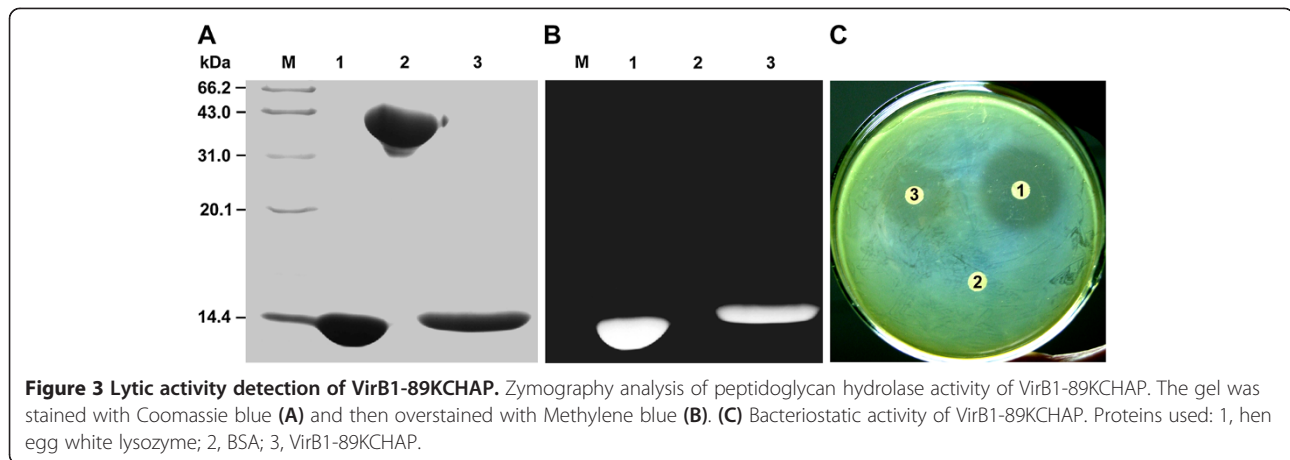 A
B
C
kDa M 1 2 3
M 1 2 3
66.2
43.0
31.0
20.1
14.4
3
1
2
Figure 3 Lytic activity detection of VirB1-89KCHAP. Zymography analysis of peptidoglycan hydrolase activity of VirB1-89KCHAP. The gel was
stained with Coomassie blue (A) and then overstained with Methylene blue (B). (C) Bacteriostatic activity of VirB1-89KCHAP. Proteins used: 1, hen
egg white lysozyme; 2, BSA; 3, VirB1-89KCHAP.